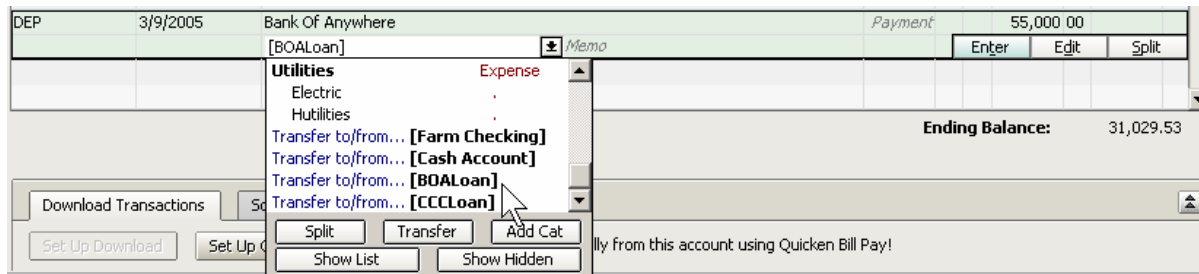 DEP 3/9/2005 Bank Of Anywhere Payment 55,000 00
[BOALoan] Memo Enter Edit Split
Utilities Expense
Electric .
Hutilities .
Transfer to/from... [Farm Checking]
Ending Balance: 31,029.53
Transfer to/from... [Cash Account]
Transfer to/from... [BOALoan]
Transfer to/from... [CCCLoan]
Download Transactions
Split Transfer Add Cat
Set Up Download Set Up lly from this account using Quicken Bill Pay!
Show List Show Hidden